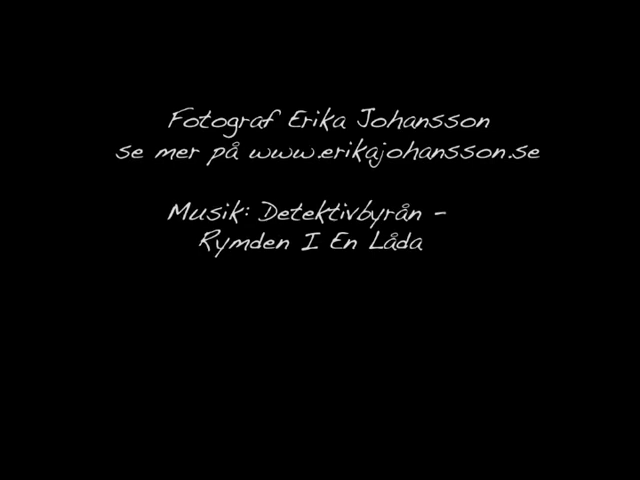 Fotograf Erika Johansson
se mer på www.erikajohansson.se
Musik: Detektivbyrån -
Rymden I En Låda